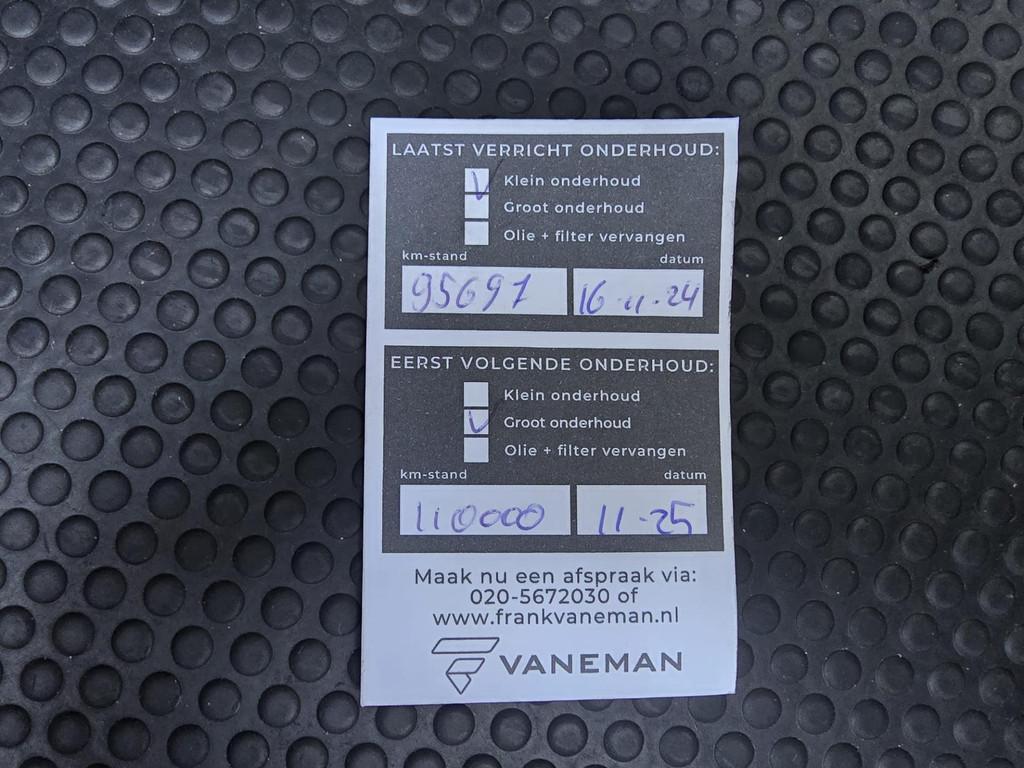 LAATST VERRICHT ONDERHOUD:
V Klein onderhoud
Groot onderhoud
Olie + filter vervangen
km-stand datum
95691 16-11-24
EERST VOLGENDE ONDERHOUD:
Klein onderhoud
V Groot onderhoud
Olie + filter vervangen
km-stand datum
110000 11-25
Maak nu een afspraak via:
020-5672030 of
www.frankvaneman.nl
VANEMAN